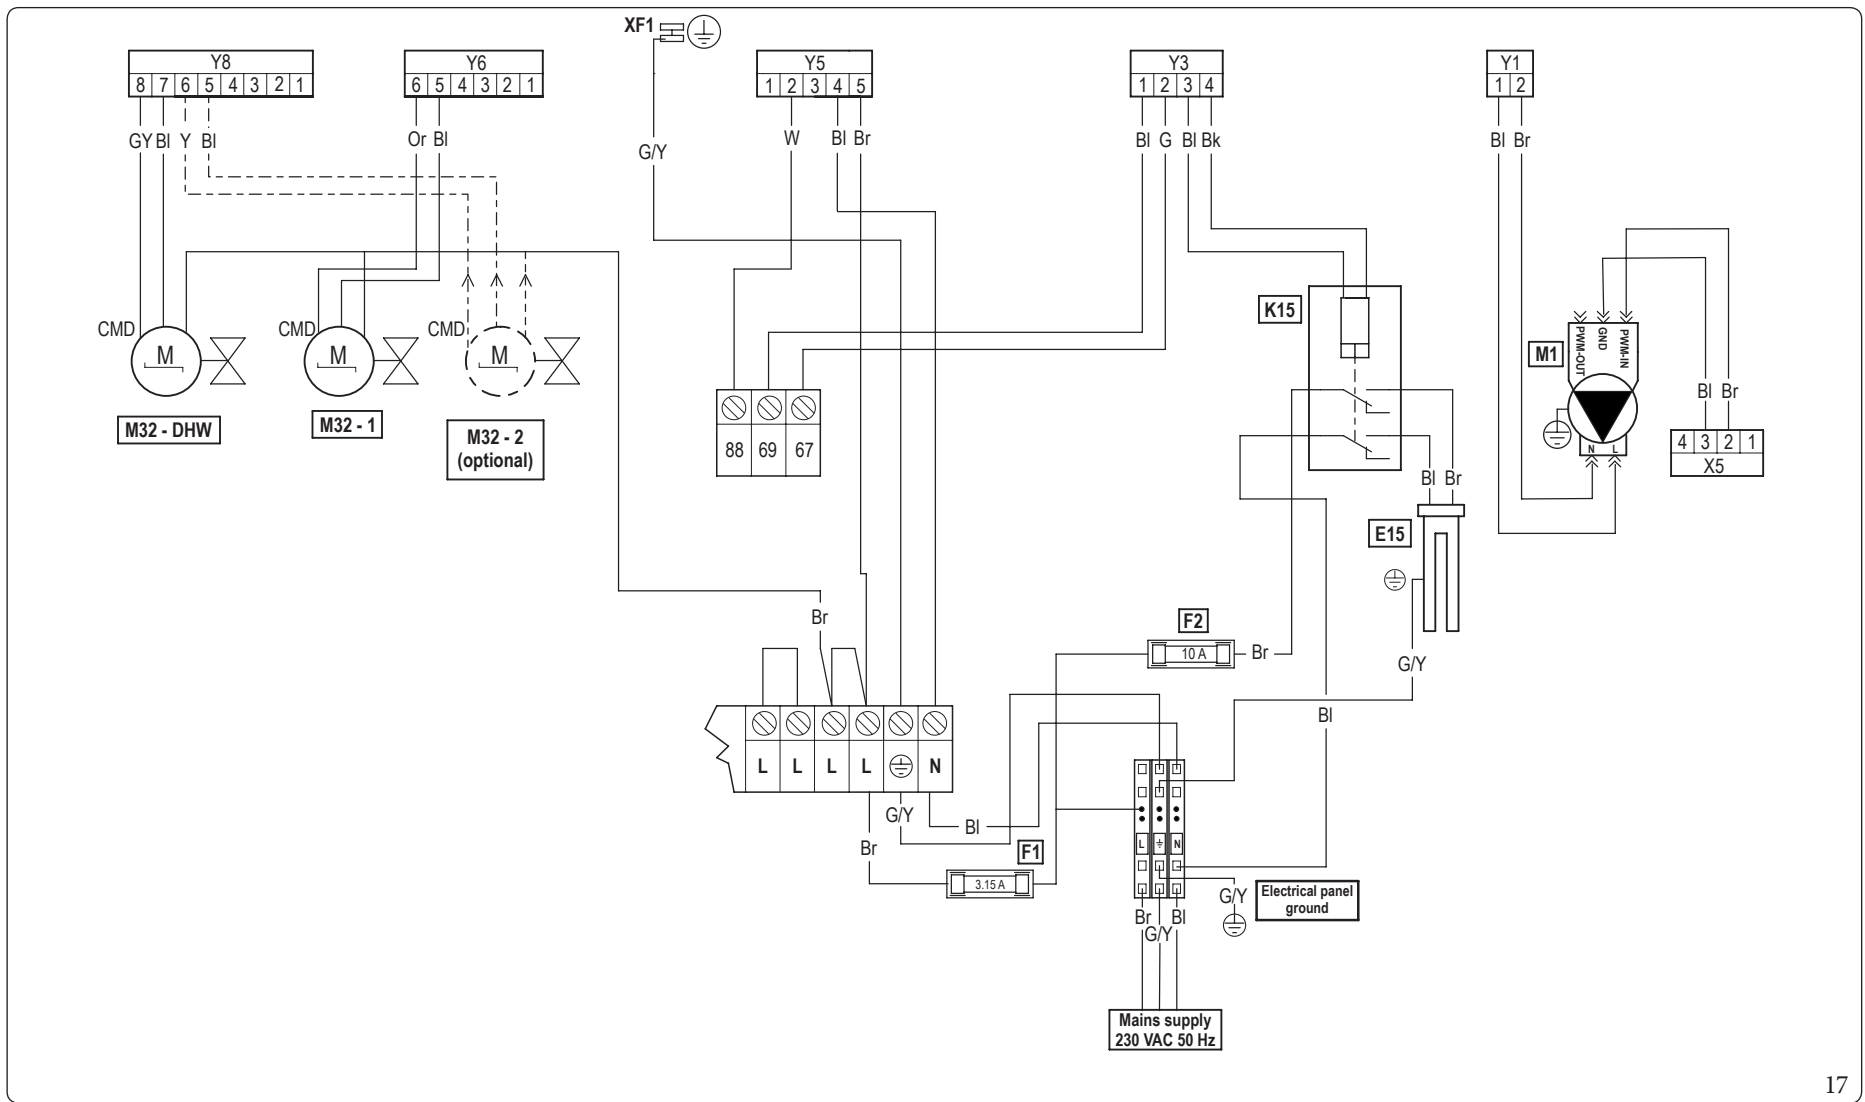 XF1
Y8
8 7 6 5 4 3 2 1
Y6
6 5 4 3 2 1
Y5
1 2 3 4 5
Y3
1 2 3 4
Y1
1 2
GY Bl Y Bl
Or Bl
G/Y
W
Bl Br
Bl G Bl Bk
Bl Br
K15
CMD
M
CMD
M
CMD
M
M32 - DHW
M32 - 1
M32 - 2
(optional)
88 69 67
M1
PWM-OUT
GND
PWM-IN
N L
Bl Br
4 3 2 1
X5
Bl Br
E15
Br
F2
10 A
Br
G/Y
Bl
L L L L N
G/Y
Bl
Br
F1
3.15 A
L N
G/Y
Electrical panel
ground
Br
G/Y
Bl
Mains supply
230 VAC 50 Hz
17